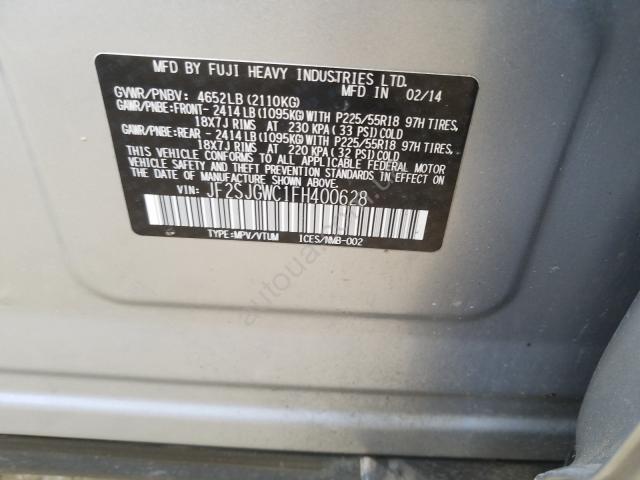 MFD BY FUJI HEAVY INDUSTRIES LTD.
MFD IN 02/14
GVWR/PNBV: 4652LB (2110KG)
GAWR/PNBE:FRONT- 2414LB(1095KG)WITH P225/55R18 97H TIRES,
18X7J RIMS AT 230 KPA(33 PSI)COLD
GAWR/PNBE:REAR - 2414LB(1095KG)WITH P225/55R18 97H TIRES,
18X7J RIMS AT 220 KPA(32 PSI)COLD
THIS VEHICLE CONFORMS TO ALL APPLICABLE FEDERAL MOTOR
VEHICLE SAFETY AND THEFT PREVENTION STANDARDS IN EFFECT ON
THE DATE OF MANUFACTURE SHOWN ABOVE.
VIN: JF2SJGWC1FH400628
TYPE:MPV/VTUM ICES/NMB-002